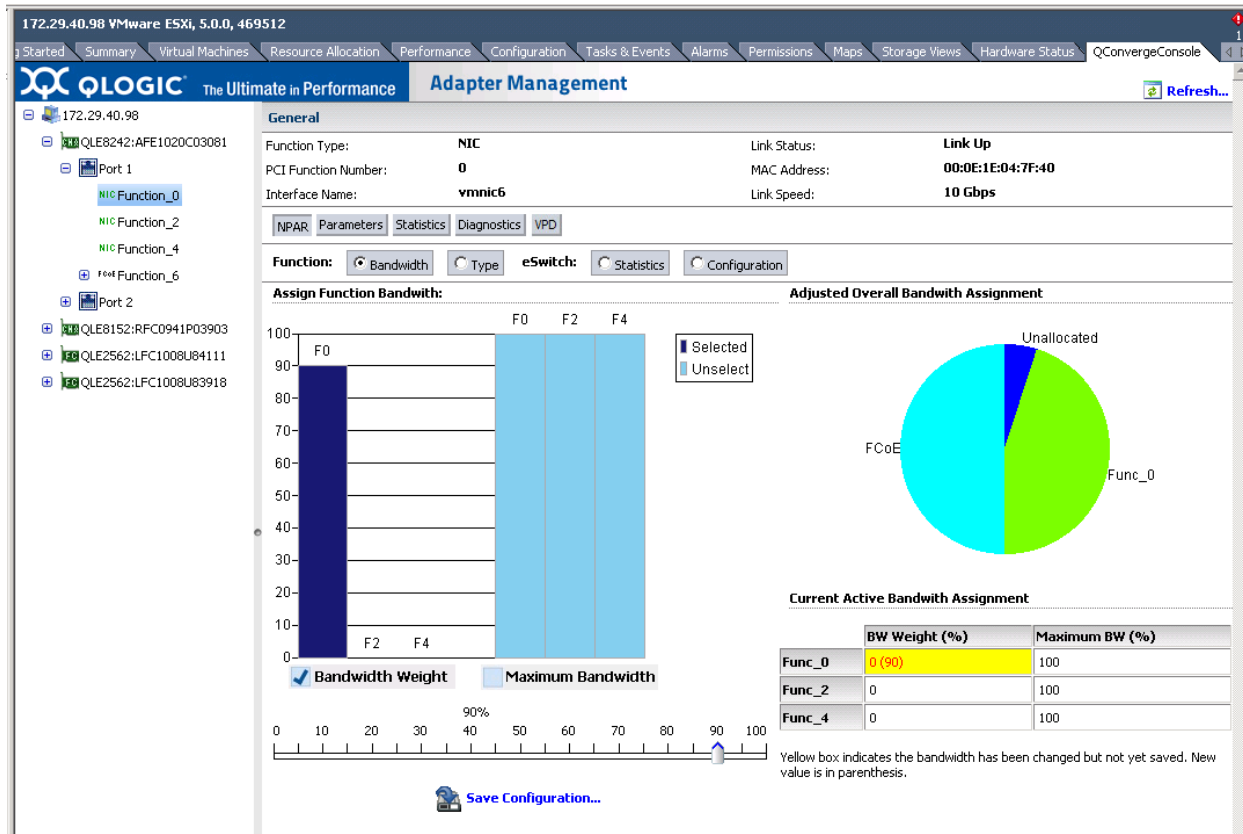 172.29.40.98 VMware ESXi, 5.0.0, 469512
g Started Summary Virtual Machines Resource Allocation Performance Configuration Tasks & Events Alarms Permissions Maps Storage Views Hardware Status QConvergeConsole
QLOGIC The Ultimate in Performance Adapter Management
Refresh...
172.29.40.98
QLE8242:AFE1020C03081
Port 1
NIC Function_0
NIC Function_2
NIC Function_4
FCoE Function_6
Port 2
QLE8152:RFC0941P03903
QLE2562:LFC1008U84111
QLE2562:LFC1008U83918
General
Function Type: NIC Link Status: Link Up
PCI Function Number: 0 MAC Address: 00:0E:1E:04:7F:40
Interface Name: vmnic6 Link Speed: 10 Gbps
NPAR Parameters Statistics Diagnostics VPD
Function: Bandwidth Type eSwitch: Statistics Configuration
Assign Function Bandwith:
F0 F2 F4
100
F0
90
80
70
60
50
40
30
20
10
F2 F4
0
Selected
Unselect
Bandwidth Weight Maximum Bandwidth
90%
0 10 20 30 40 50 60 70 80 90 100
Save Configuration...
Adjusted Overall Bandwith Assignment
Unallocated
FCoE
Func_0
Current Active Bandwith Assignment
BW Weight (%) Maximum BW (%)
Func_0 0 (90) 100
Func_2 0 100
Func_4 0 100
Yellow box indicates the bandwidth has been changed but not yet saved. New
value is in parenthesis.